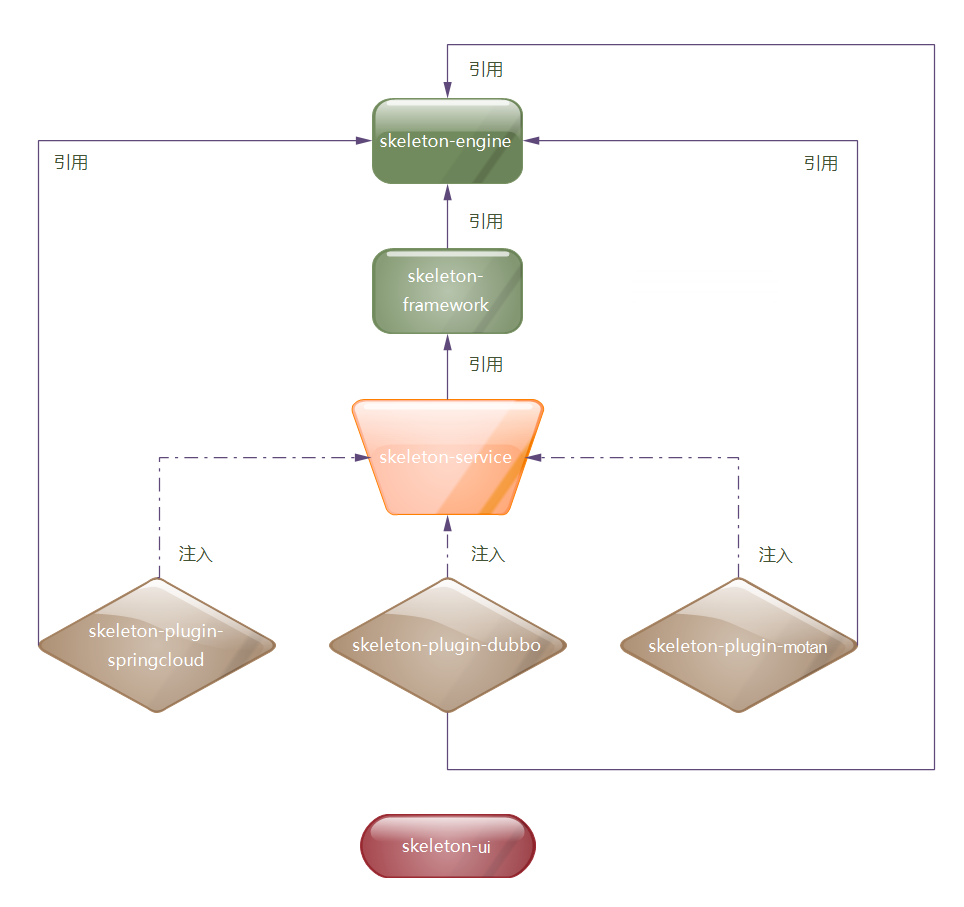 引用
skeleton-engine
引用
引用
引用
skeleton-
framework
引用
skeleton-service
注入
注入
注入
skeleton-plugin-
springcloud
skeleton-plugin-dubbo
skeleton-plugin-motan
skeleton-ui